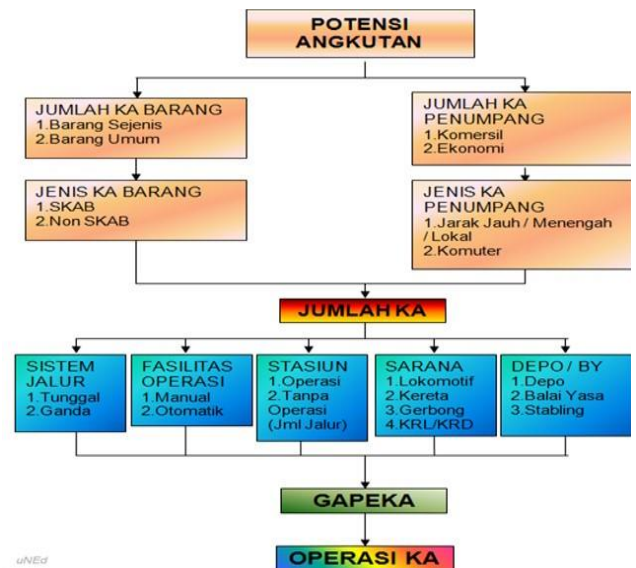 POTENSI
ANGKUTAN
JUMLAH KA BARANG
1.Barang Sejenis
2.Barang Umum
JUMLAH KA
PENUMPANG
1.Komersil
2.Ekonomi
JENIS KA BARANG
1.SKAB
2.Non SKAB
JENIS KA
PENUMPANG
1.Jarak Jauh / Menengah
/ Lokal
2.Komuter
JUMLAH KA
SISTEM
JALUR
1.Tunggal
2.Ganda
FASILITAS
OPERASI
1.Manual
2.Otomatik
STASIUN
1.Operasi
2.Tanpa
Operasi
(Jml Jalur)
SARANA
1.Lokomotif
2.Kereta
3.Gerbong
4.KRL/KRD
DEPO / BY
1.Depo
2.Balai Yasa
3.Stabling
GAPEKA
OPERASI KA
uNEd